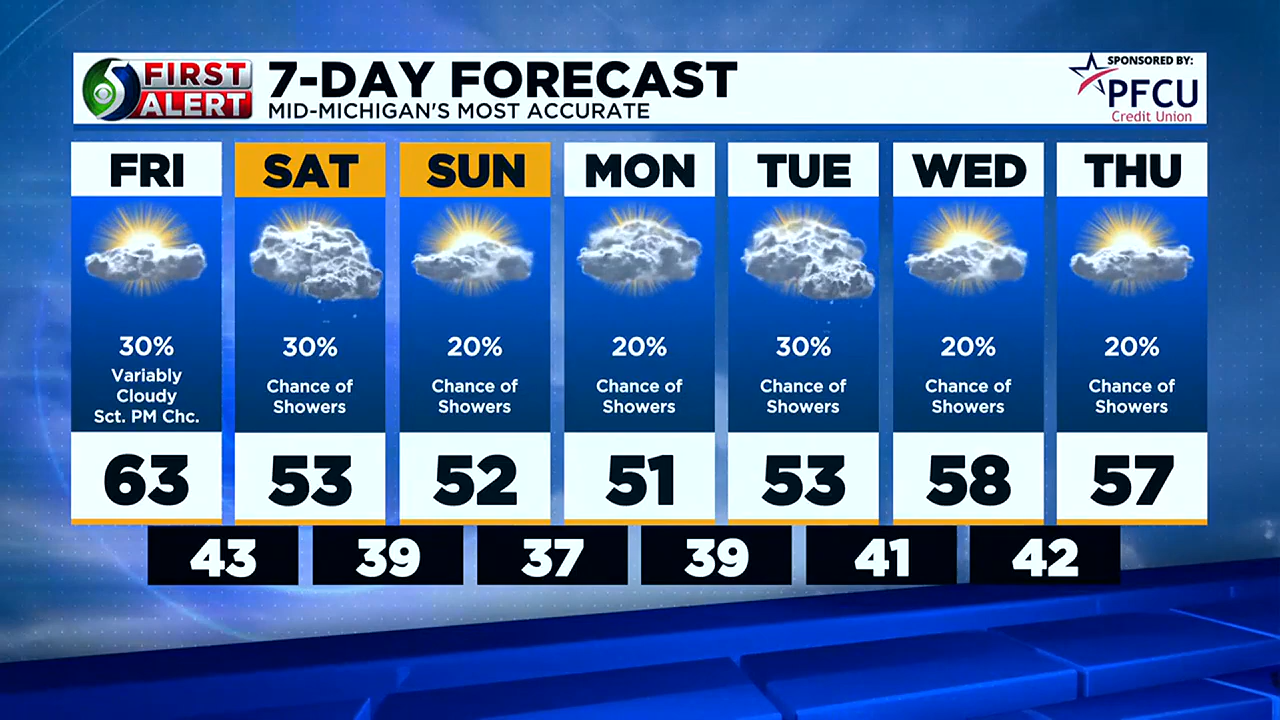 6 FIRST ALERT
7-DAY FORECAST
MID-MICHIGAN'S MOST ACCURATE
SPONSORED BY:
PFCU
Credit Union
FRI
30%
Variably
Cloudy
Sct. PM Chc.
63
SAT
30%
Chance of
Showers
53
SUN
20%
Chance of
Showers
52
MON
20%
Chance of
Showers
51
TUE
30%
Chance of
Showers
53
WED
20%
Chance of
Showers
58
THU
20%
Chance of
Showers
57
43
39
37
39
41
42